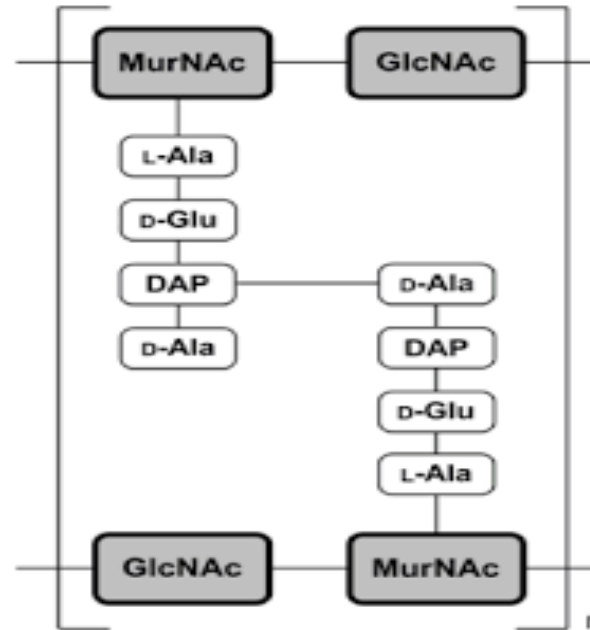 MurNAc GlcNAc
L-Ala
D-Glu
DAP D-Ala
D-Ala DAP
D-Glu
L-Ala
GlcNAc MurNAc